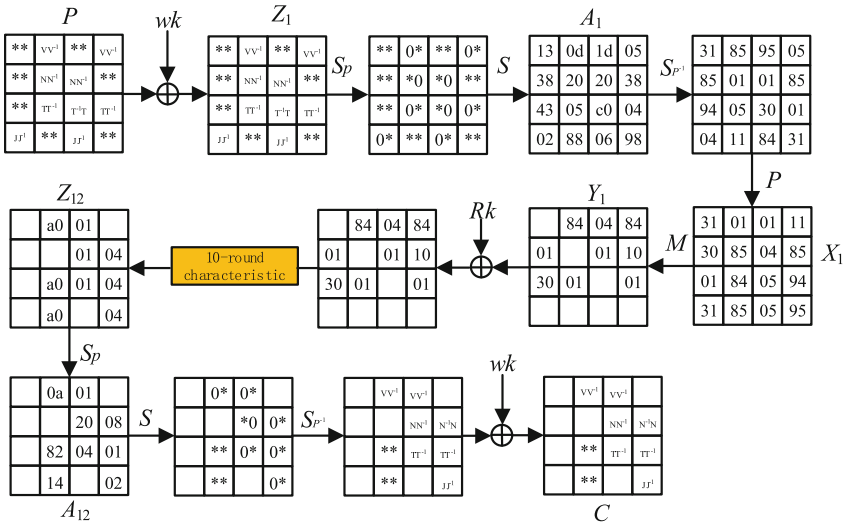 P
** VV⁻¹ ** VV⁻¹
** NN⁻¹ NN⁻¹ **
** TT⁻¹ T⁻¹T TT⁻¹
JJ⁻¹ ** JJ⁻¹ **
wk
Z₁
** VV⁻¹ ** VV⁻¹
** NN⁻¹ NN⁻¹ **
** TT⁻¹ T⁻¹T TT⁻¹
JJ⁻¹ ** JJ⁻¹ **
Sₚ
** 0* ** 0*
** *0 *0 **
** 0* 0* 0*
0* ** 0* **
S
A₁
13 0d 1d 05
38 20 20 38
43 05 c0 04
02 88 06 98
S_P⁻¹
31 85 95 05
85 01 01 85
94 05 30 01
04 11 84 31
P
X₁
31 01 01 11
30 85 04 85
01 84 05 94
31 85 05 95
M
Y₁
84 04 84
01 01 10
30 01 01
Rk
84 04 84
01 01 10
30 01 01
10-round
characteristic
Z₁₂
a0 01
01 04
a0 01 04
a0 04
Sₚ
0a 01
20 08
82 04 01
14 02
A₁₂
S
0* 0*
*0 0*
** 0* 0*
** 0*
S_P⁻¹
VV⁻¹ VV⁻¹
NN⁻¹ N⁻¹N
** TT⁻¹ TT⁻¹
** JJ⁻¹
wk
VV⁻¹ VV⁻¹
NN⁻¹ N⁻¹N
** TT⁻¹ TT⁻¹
** JJ⁻¹
C